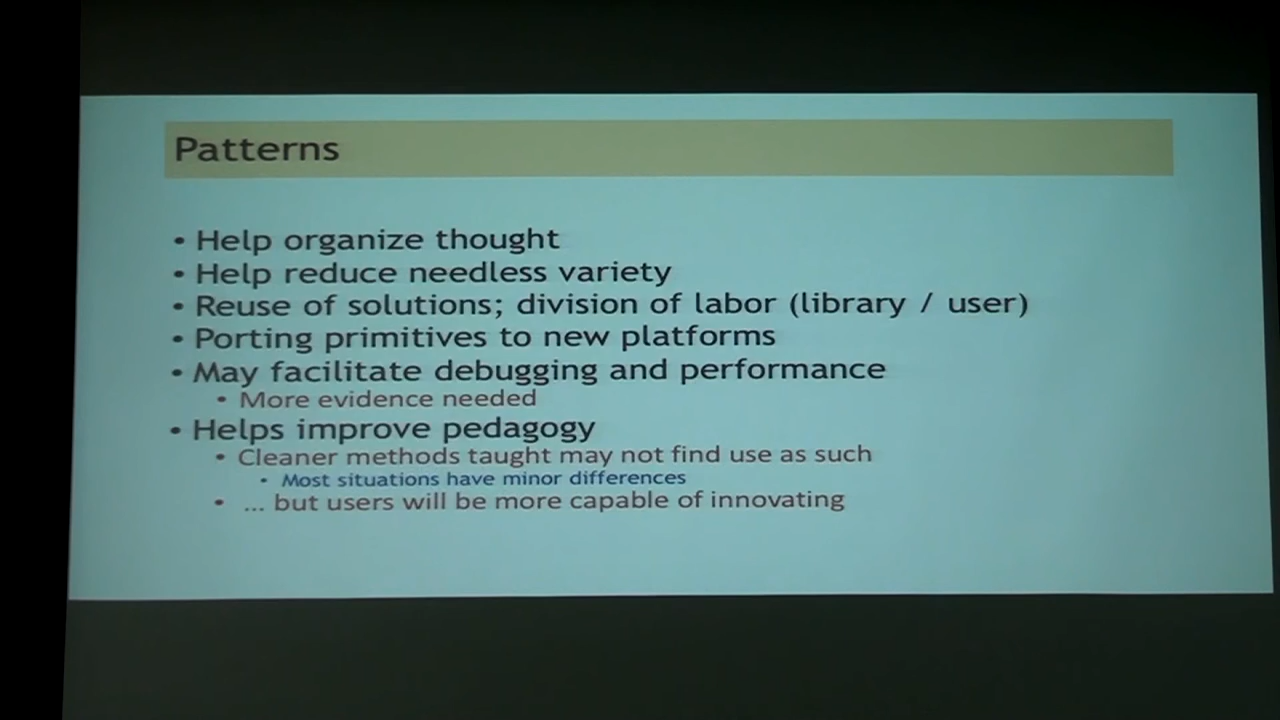 Patterns
• Help organize thought
• Help reduce needless variety
• Reuse of solutions; division of labor (library / user)
• Porting primitives to new platforms
• May facilitate debugging and performance
• More evidence needed
• Helps improve pedagogy
• Cleaner methods taught may not find use as such
• Most situations have minor differences
• ... but users will be more capable of innovating